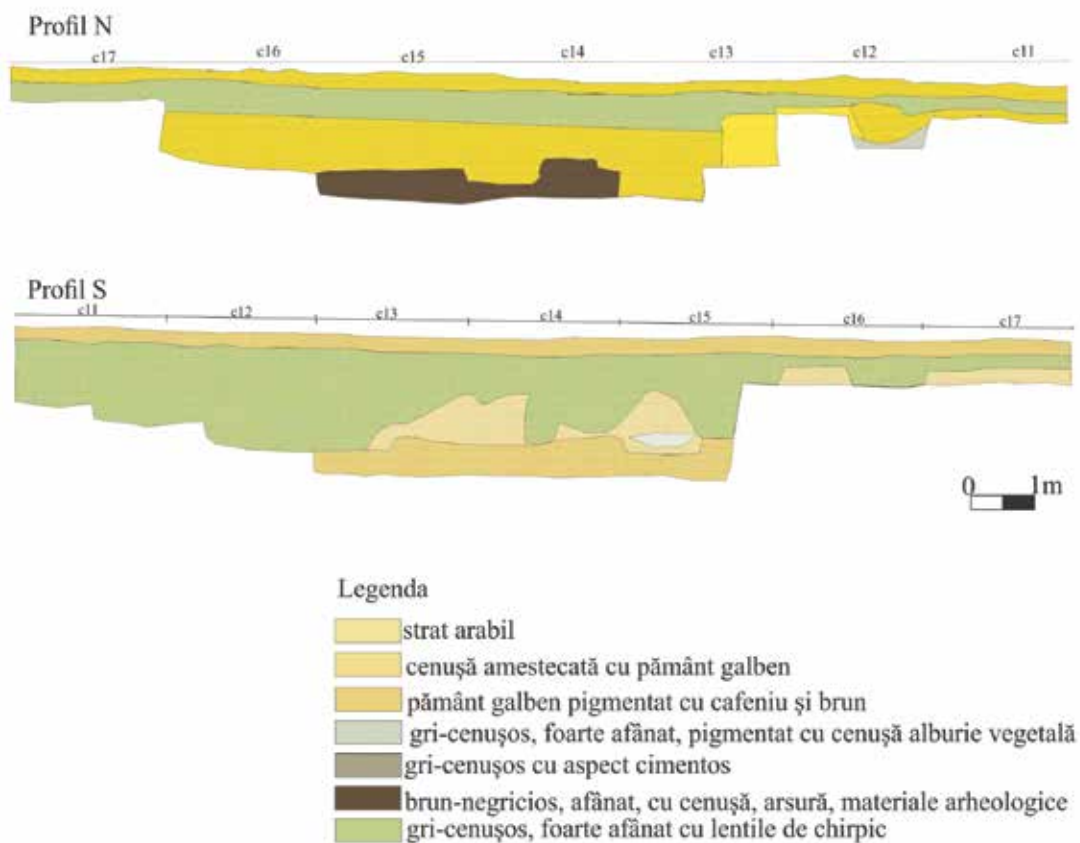 Profil N
c17 c16 c15 c14 c13 c12 c11
Profil S
c11 c12 c13 c14 c15 c16 c17
0 1m
Legenda
strat arabil
cenușă amestecată cu pământ galben
pământ galben pigmentat cu cafeniu și brun
gri-cenușos, foarte afânat, pigmentat cu cenușă alburie vegetală
gri-cenușos cu aspect cimentos
brun-negricios, afânat, cu cenușă, arsură, materiale arheologice
gri-cenușos, foarte afânat cu lentile de chirpic